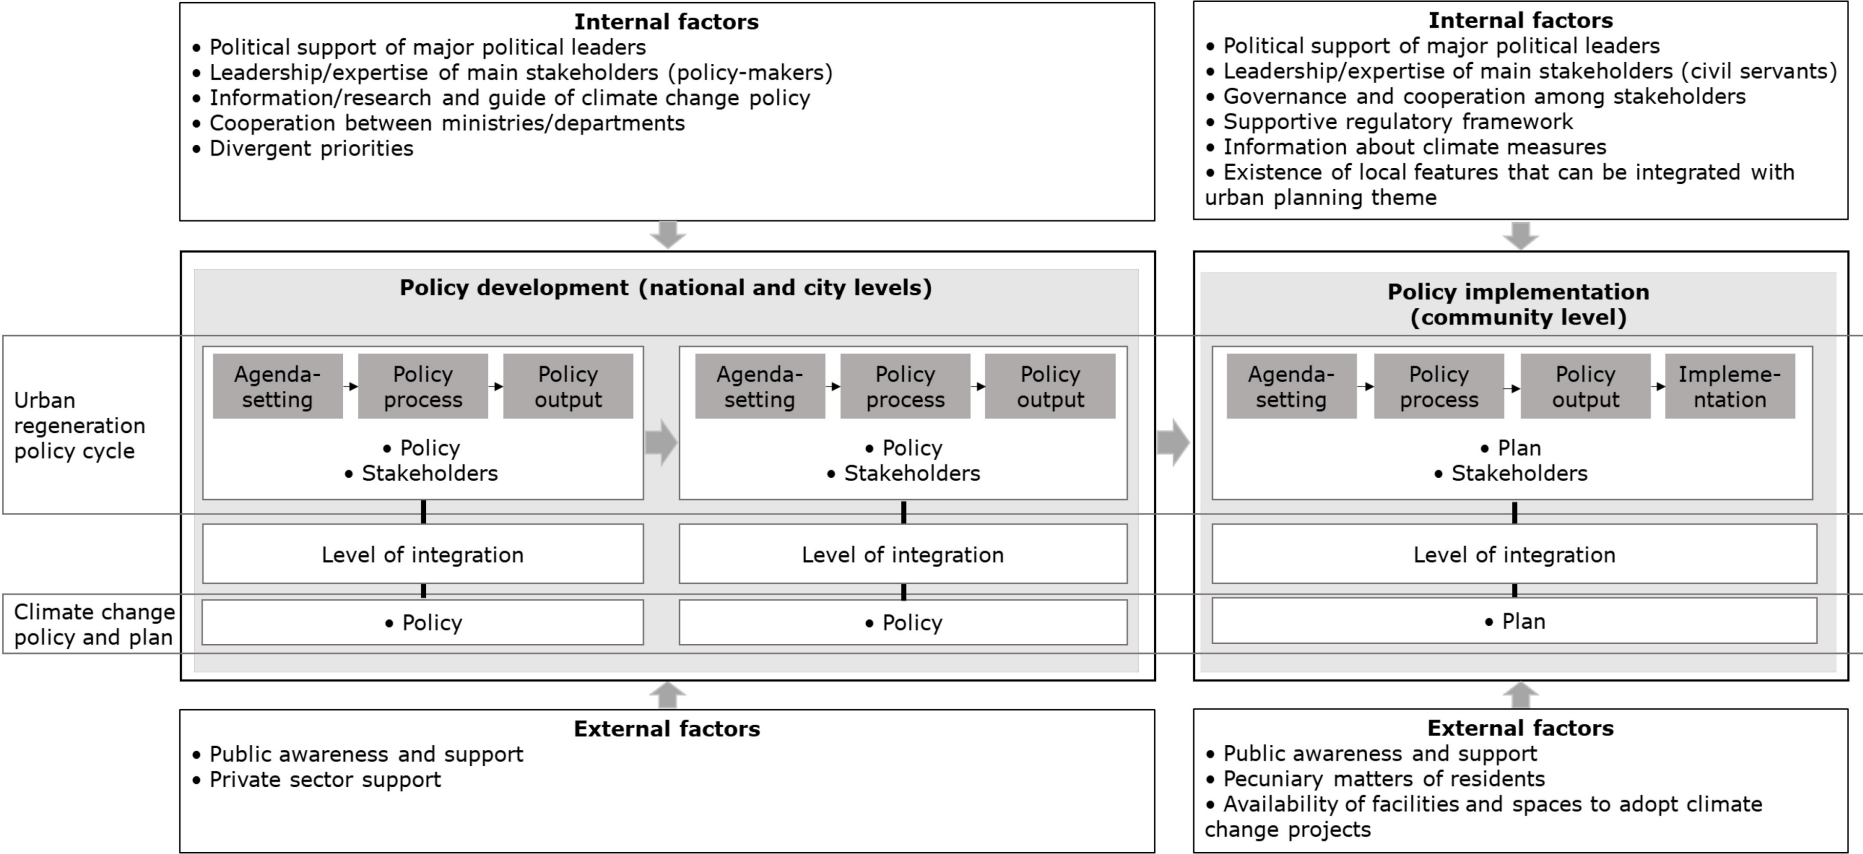 Internal factors
• Political support of major political leaders
• Leadership/expertise of main stakeholders (policy-makers)
• Information/research and guide of climate change policy
• Cooperation between ministries/departments
• Divergent priorities
Internal factors
• Political support of major political leaders
• Leadership/expertise of main stakeholders (civil servants)
• Governance and cooperation among stakeholders
• Supportive regulatory framework
• Information about climate measures
• Existence of local features that can be integrated with
urban planning theme
Policy development (national and city levels)
Policy implementation
(community level)
Urban
regeneration
policy cycle
Agenda-
setting
Policy
process
Policy
output
• Policy
• Stakeholders
Agenda-
setting
Policy
process
Policy
output
• Policy
• Stakeholders
Agenda-
setting
Policy
process
Policy
output
Impleme-
ntation
• Plan
• Stakeholders
Level of integration
Level of integration
Level of integration
Climate change
policy and plan
• Policy
• Policy
• Plan
External factors
• Public awareness and support
• Private sector support
External factors
• Public awareness and support
• Pecuniary matters of residents
• Availability of facilities and spaces to adopt climate
change projects